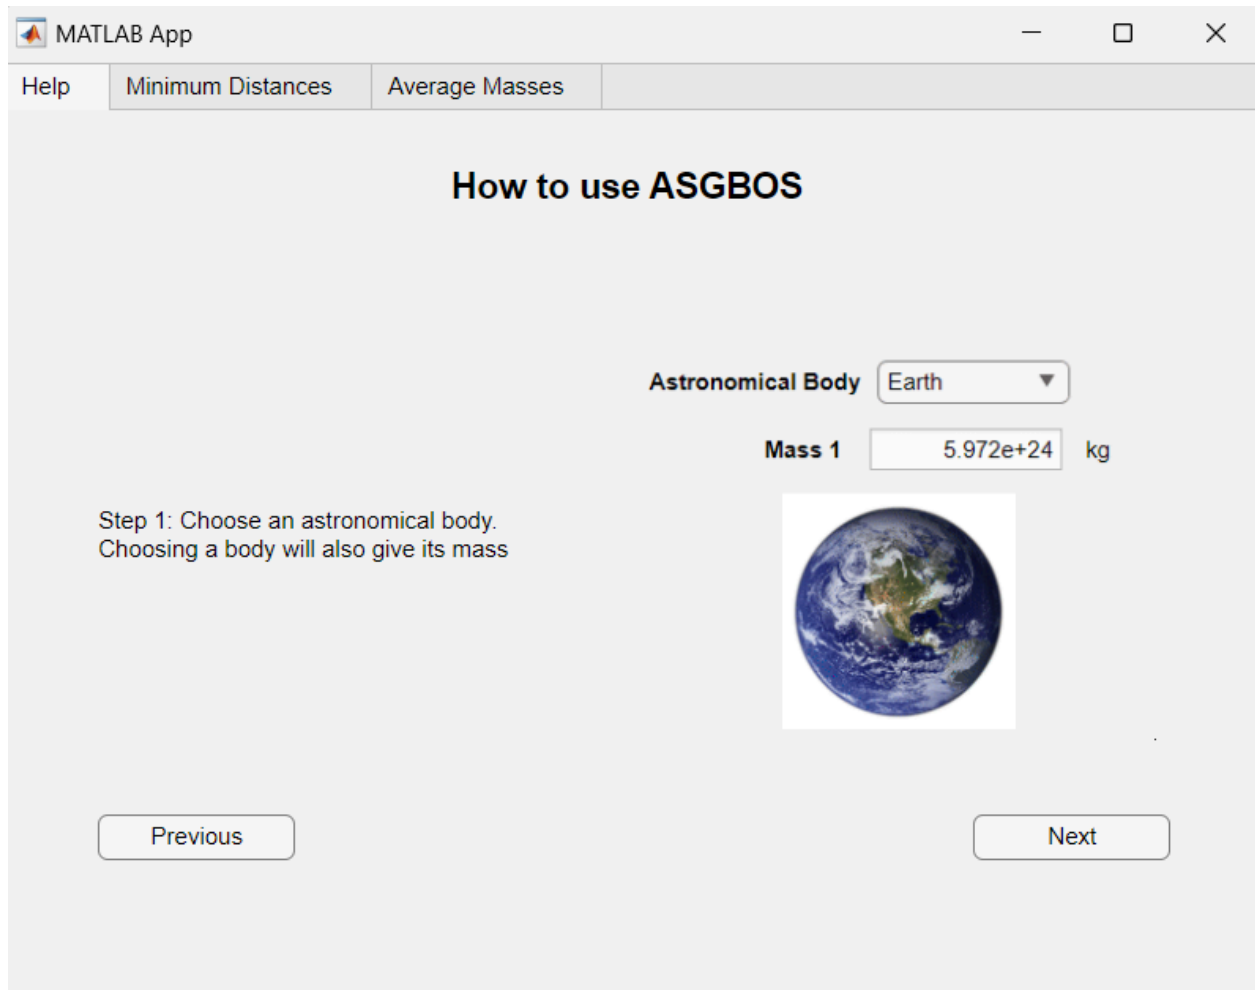 MATLAB App
Help
Minimum Distances
Average Masses
How to use ASGBOS
Astronomical Body
Earth
Mass 1
5.972e+24
kg
Step 1: Choose an astronomical body.
Choosing a body will also give its mass
Previous
Next